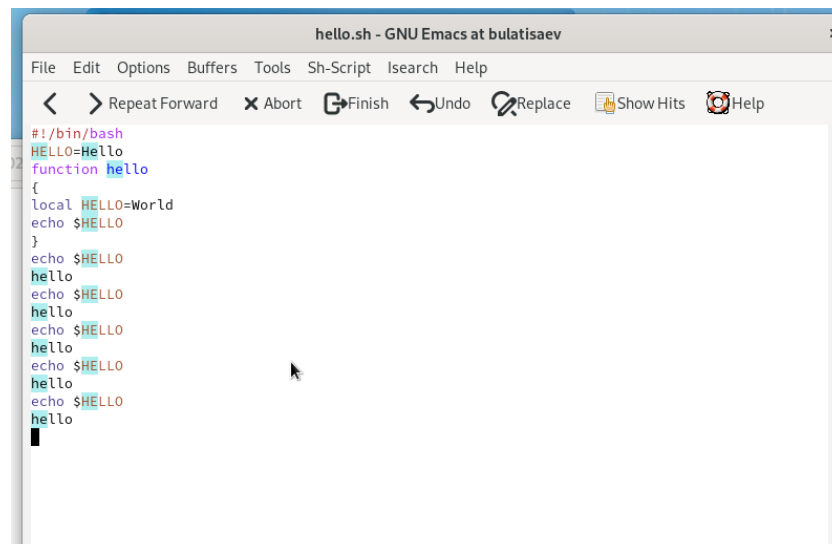 hello.sh - GNU Emacs at bulatisaev
File Edit Options Buffers Tools Sh-Script Isearch Help
Repeat Forward Abort Finish Undo Replace Show Hits Help
#!/bin/bash
HELLO=Hello
function hello
{
local HELLO=World
echo $HELLO
}
echo $HELLO
hello
echo $HELLO
hello
echo $HELLO
hello
echo $HELLO
hello
echo $HELLO
hello